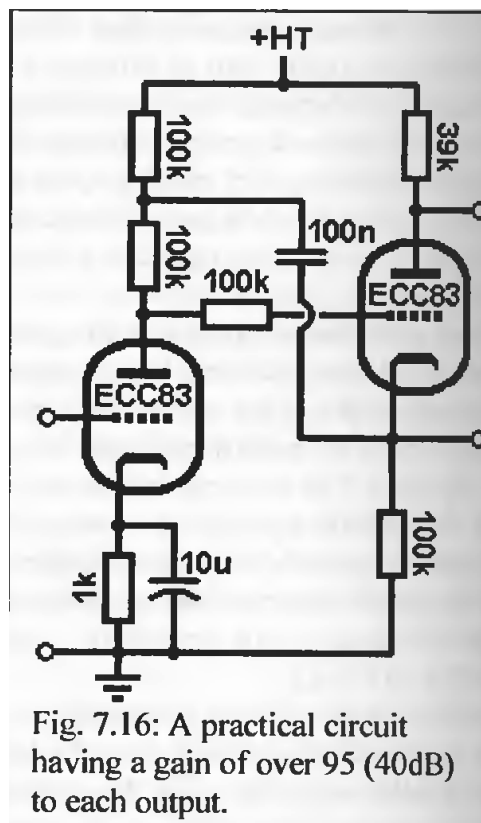 +HT
100k
39k
100k
100n
100k
ECC83
ECC83
1k
10u
100k
Fig. 7.16: A practical circuit
having a gain of over 95 (40dB)
to each output.